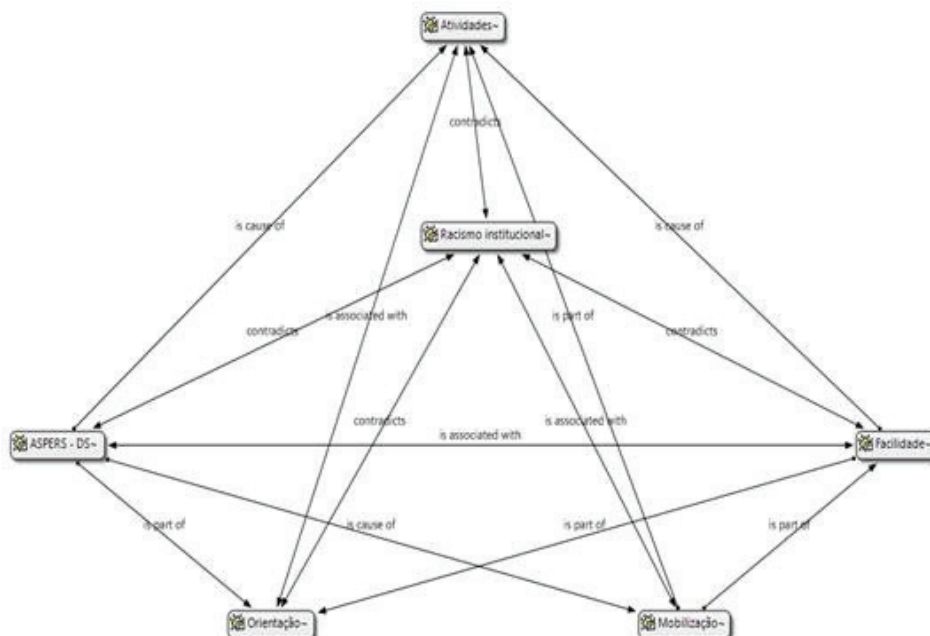 Atividades~
contradicts
is cause of
is cause of
Racismo institucional~
is associated with
is part of
contradicts
contradicts
contradicts
is associated with
is associated with
ASPERS - DS~
Facilidade~
is part of
is cause of
is part of
is part of
Orientação~
Mobilização~